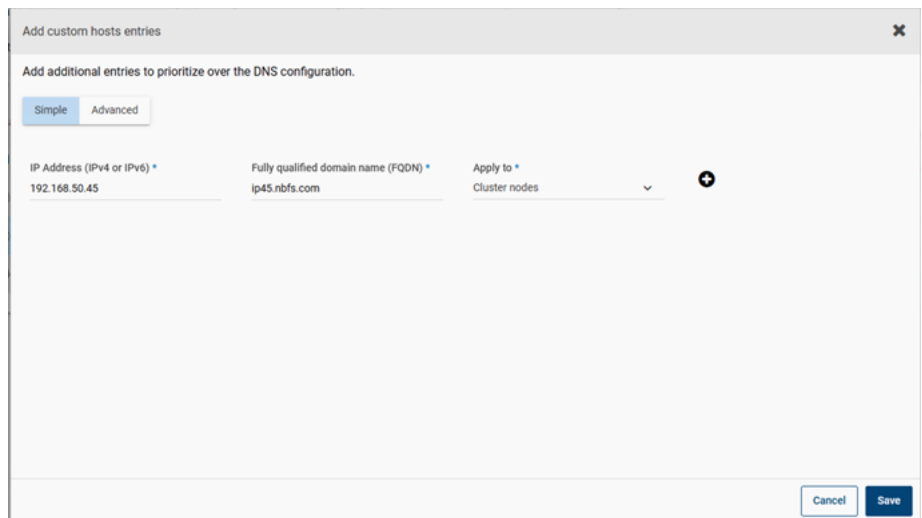 Add custom hosts entries
Add additional entries to prioritize over the DNS configuration.
Simple Advanced
IP Address (IPv4 or IPv6) * Fully qualified domain name (FQDN) * Apply to *
192.168.50.45 ip45.nbfs.com Cluster nodes
Cancel Save